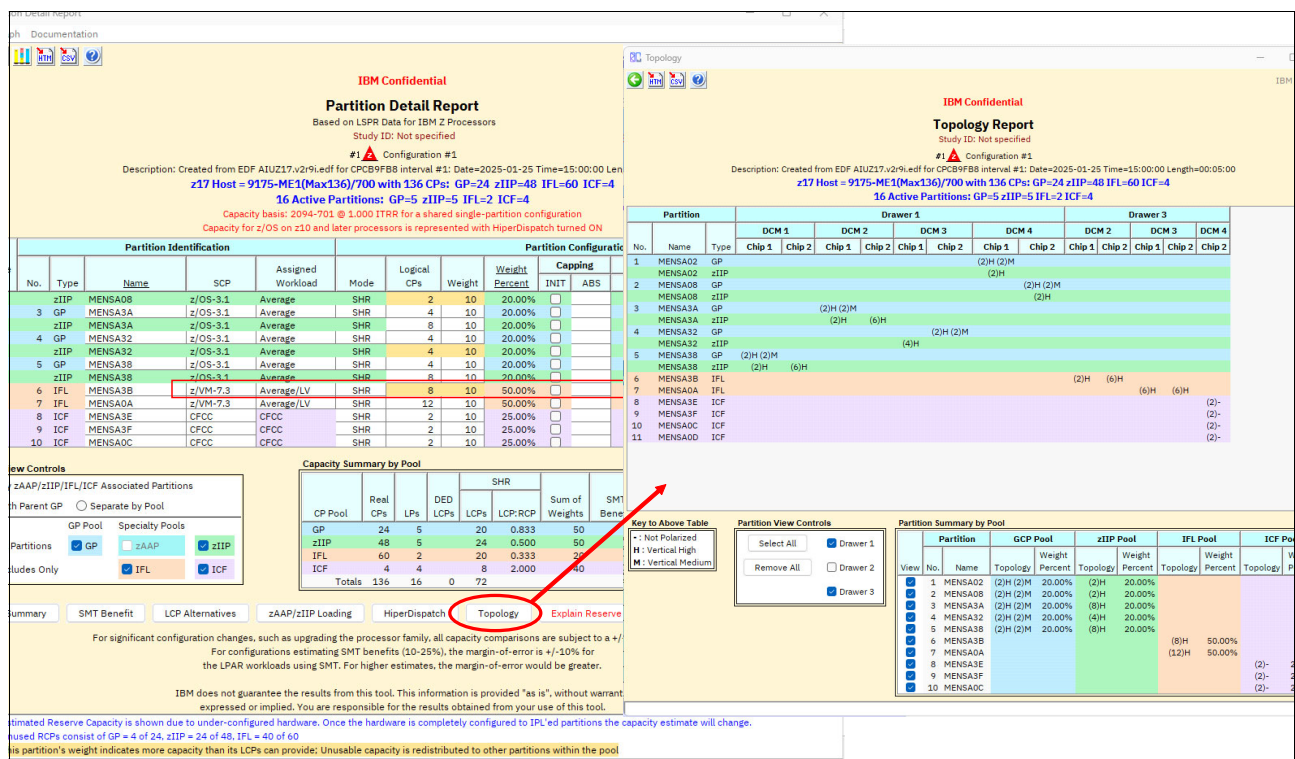 on Detail Report
ph Documentation
HTM CSV ?
IBM Confidential
Partition Detail Report
Based on LSPR Data for IBM Z Processors
Study ID: Not specified
#1 z Configuration #1
Description: Created from EDF AIUZ17.v2r9i.edf for CPCB9FB8 interval #1: Date=2025-01-25 Time=15:00:00 Len
z17 Host = 9175-ME1(Max136)/700 with 136 CPs: GP=24 zIIP=48 IFL=60 ICF=4
16 Active Partitions: GP=5 zIIP=5 IFL=2 ICF=4
Capacity basis: 2094-701 @ 1.000 ITRR for a shared single-partition configuration
Capacity for z/OS on z10 and later processors is represented with HiperDispatch turned ON
Partition Identification Partition Configuratio
No. Type Name SCP Assigned Workload Mode Logical CPs Weight Weight Percent Capping INIT ABS
zIIP MENSA08 z/OS-3.1 Average SHR 2 10 20.00%
3 GP MENSA3A z/OS-3.1 Average SHR 4 10 20.00%
zIIP MENSA3A z/OS-3.1 Average SHR 8 10 20.00%
4 GP MENSA32 z/OS-3.1 Average SHR 4 10 20.00%
zIIP MENSA32 z/OS-3.1 Average SHR 4 10 20.00%
5 GP MENSA38 z/OS-3.1 Average SHR 4 10 20.00%
zIIP MENSA38 z/OS-3.1 Average SHR 8 10 20.00%
6 IFL MENSA3B z/VM-7.3 Average/LV SHR 8 10 50.00%
7 IFL MENSA0A z/VM-7.3 Average/LV SHR 12 10 50.00%
8 ICF MENSA3E CFCC CFCC SHR 2 10 25.00%
9 ICF MENSA3F CFCC CFCC SHR 2 10 25.00%
10 ICF MENSA0C CFCC CFCC SHR 2 10 25.00%
ew Controls
zAAP/zIIP/IFL/ICF Associated Partitions
th Parent GP Separate by Pool
GP Pool Specialty Pools
Partitions GP zAAP zIIP
cludes Only IFL ICF
Capacity Summary by Pool
SHR
CP Pool Real CPs LPs DED LCPs LCPs LCP:RCP Sum of Weights SMT Bene
GP 24 5 20 0.833 50
zIIP 48 5 24 0.500 50
IFL 60 2 20 0.333 20
ICF 4 4 8 2.000 40
Totals 136 16 0 72
Summary SMT Benefit LCP Alternatives zAAP/zIIP Loading HiperDispatch Topology Explain Reserve
For significant configuration changes, such as upgrading the processor family, all capacity comparisons are subject to a +/
For configurations estimating SMT benefits (10-25%), the margin-of-error is +/-10% for
the LPAR workloads using SMT. For higher estimates, the margin-of-error would be greater.
IBM does not guarantee the results from this tool. This information is provided "as is", without warrant
expressed or implied. You are responsible for the results obtained from your use of this tool.
stimated Reserve Capacity is shown due to under-configured hardware. Once the hardware is completely configured to IPL'ed partitions the capacity estimate will change.
nused RCPs consist of GP = 4 of 24, zIIP = 24 of 48, IFL = 40 of 60
his partition's weight indicates more capacity than its LCPs can provide; Unusable capacity is redistributed to other partitions within the pool
Topology
HTM CSV ?
IBM
IBM Confidential
Topology Report
Study ID: Not specified
#1 z Configuration #1
Description: Created from EDF AIUZ17.v2r9i.edf for CPCB9FB8 interval #1: Date=2025-01-25 Time=15:00:00 Length=00:05:00
z17 Host = 9175-ME1(Max136)/700 with 136 CPs: GP=24 zIIP=48 IFL=60 ICF=4
16 Active Partitions: GP=5 zIIP=5 IFL=2 ICF=4
Partition Drawer 1 Drawer 3
DCM 1 DCM 2 DCM 3 DCM 4 DCM 2 DCM 3 DCM 4
No. Name Type Chip 1 Chip 2 Chip 1 Chip 2 Chip 1 Chip 2 Chip 1 Chip 2 Chip 1 Chip 2 Chip 1 Chip 2 Chip 2
1 MENSA02 GP (2)H (2)M
MENSA02 zIIP (2)H
2 MENSA08 GP (2)H (2)M
MENSA08 zIIP (2)H
3 MENSA3A GP (2)H (2)M
MENSA3A zIIP (2)H (6)H
4 MENSA32 GP (2)H (2)M
MENSA32 zIIP (4)H
5 MENSA38 GP (2)H (2)M
MENSA38 zIIP (2)H (6)H
6 MENSA3B IFL (2)H (6)H
7 MENSA0A IFL (6)H (6)H
8 MENSA3E ICF (2)-
9 MENSA3F ICF (2)-
10 MENSA0C ICF (2)-
11 MENSA0D ICF (2)-
Key to Above Table
- : Not Polarized
H : Vertical High
M : Vertical Medium
Partition View Controls
Select All Drawer 1
Remove All Drawer 2
Drawer 3
Partition Summary by Pool
Partition GCP Pool zIIP Pool IFL Pool ICF Poo
View No. Name Topology Weight Percent Topology Weight Percent Topology Weight Percent Topology W P
1 MENSA02 (2)H (2)M 20.00% (2)H 20.00%
2 MENSA08 (2)H (2)M 20.00% (2)H 20.00%
3 MENSA3A (2)H (2)M 20.00% (8)H 20.00%
4 MENSA32 (2)H (2)M 20.00% (4)H 20.00%
5 MENSA38 (2)H (2)M 20.00% (8)H 20.00%
6 MENSA3B (8)H 50.00%
7 MENSA0A (12)H 50.00%
8 MENSA3E (2)- 2
9 MENSA3F (2)- 2
10 MENSA0C (2)- 2